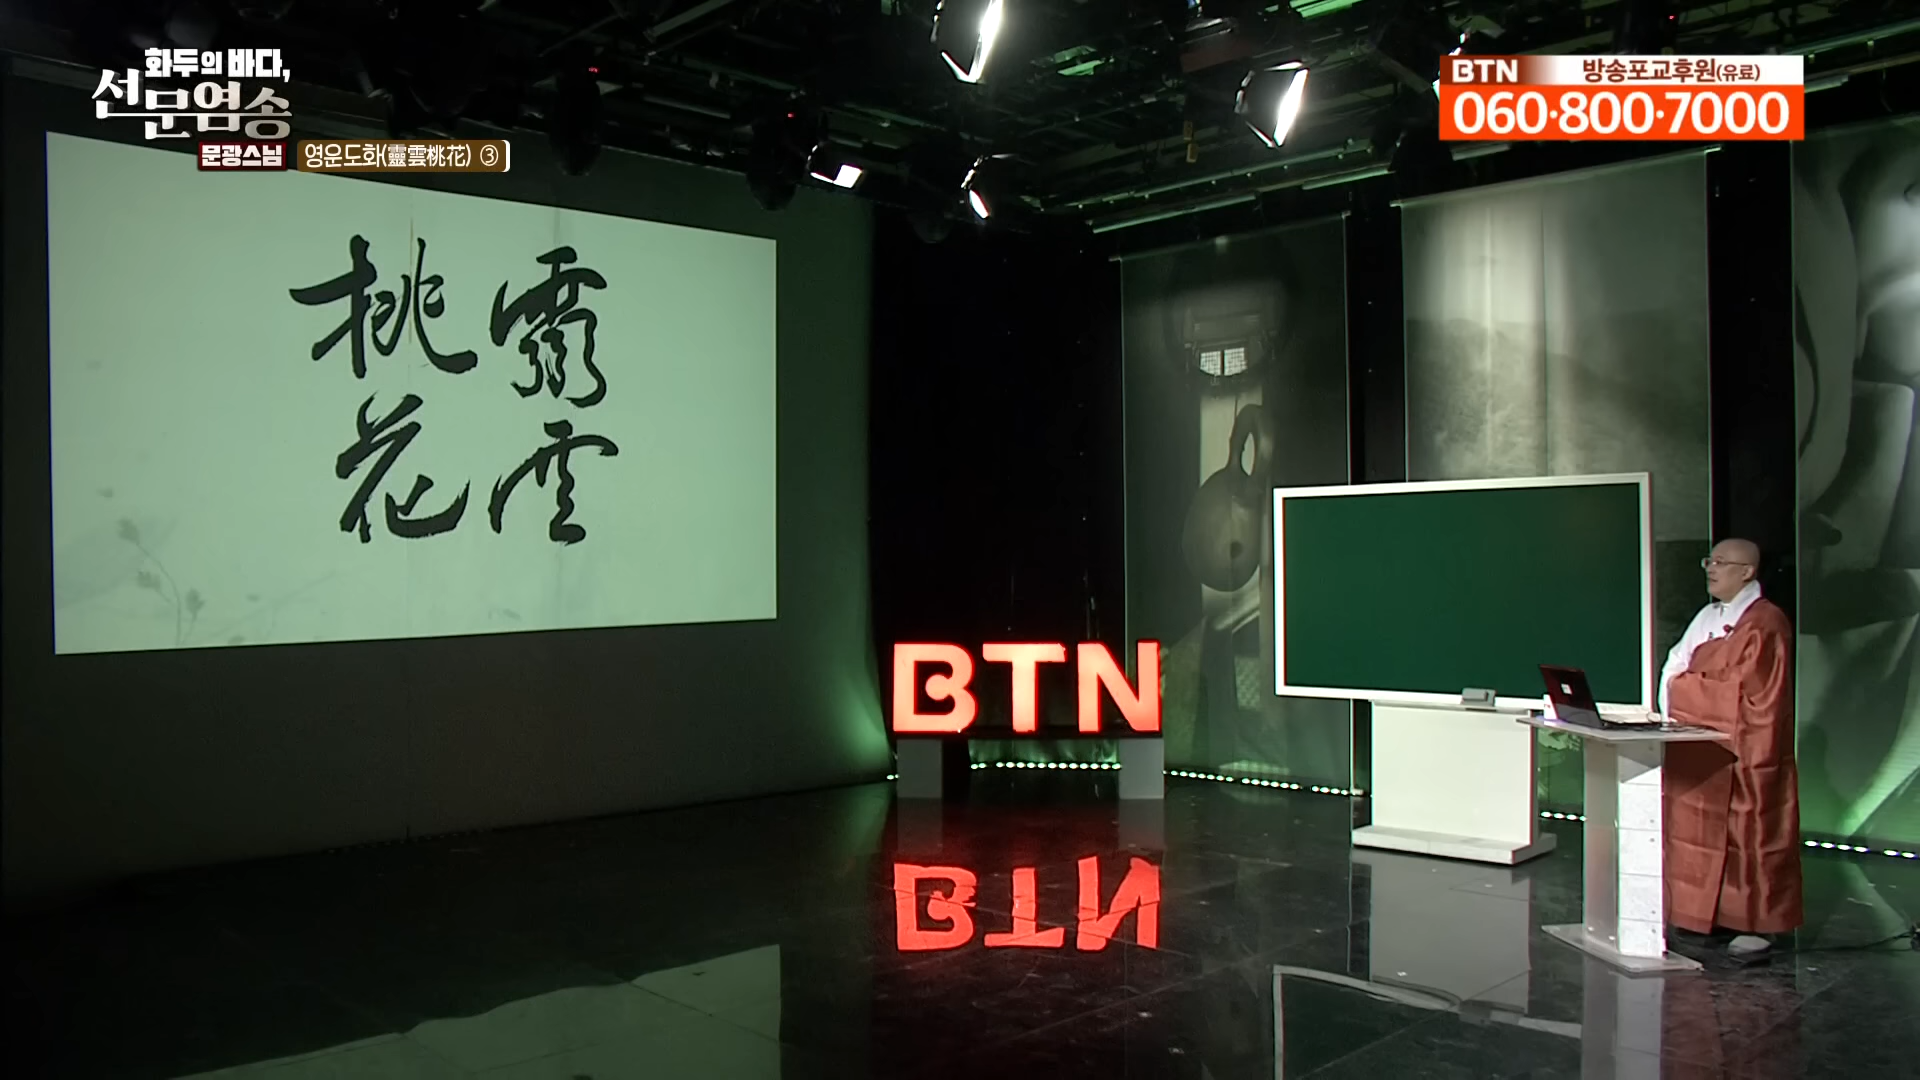 화두의 바다,
선문염송
문광스님 영운도화(靈雲桃花) ③
BTN 방송포교후원(유료)
060·800·7000
靈雲
桃花
BTN